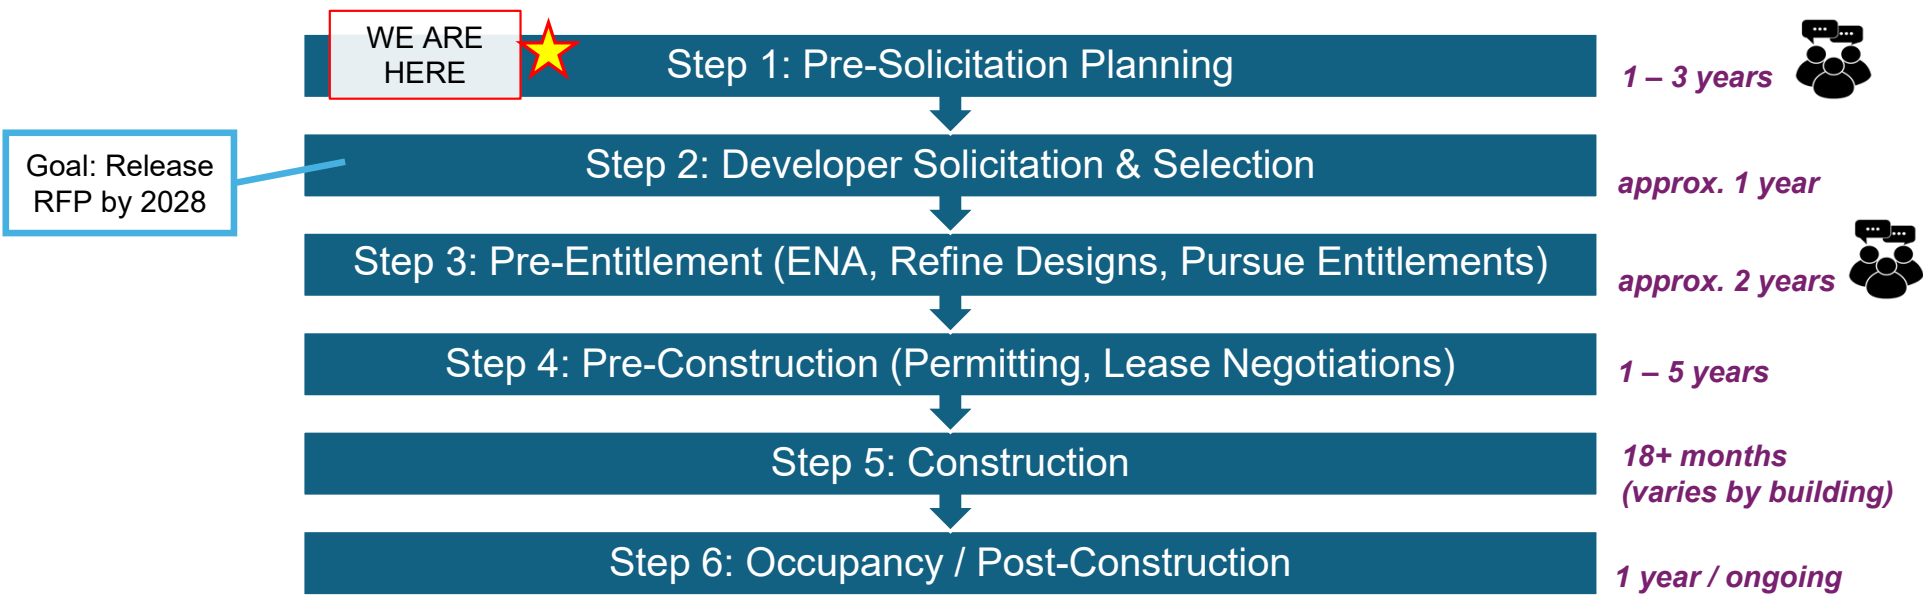 WE ARE
HERE
Step 1: Pre-Solicitation Planning
1 – 3 years
Goal: Release
RFP by 2028
Step 2: Developer Solicitation & Selection
approx. 1 year
Step 3: Pre-Entitlement (ENA, Refine Designs, Pursue Entitlements)
approx. 2 years
Step 4: Pre-Construction (Permitting, Lease Negotiations)
1 – 5 years
Step 5: Construction
18+ months
(varies by building)
Step 6: Occupancy / Post-Construction
1 year / ongoing